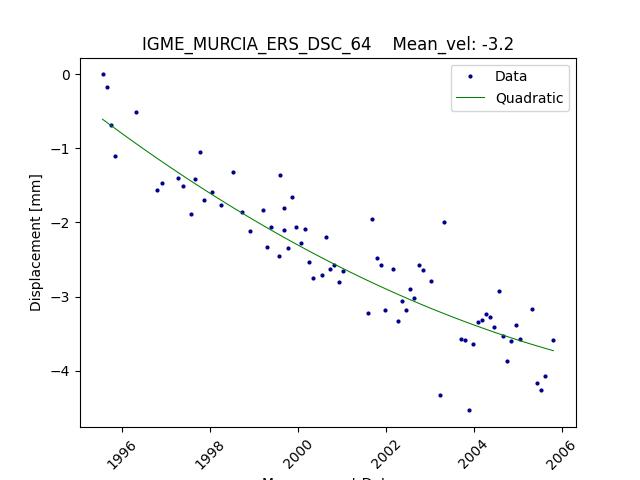 IGME_MURCIA_ERS_DSC_64    Mean_vel: -3.2
Data
Quadratic
Displacement [mm]
0
−1
−2
−3
−4
1996
1998
2000
2002
2004
2006